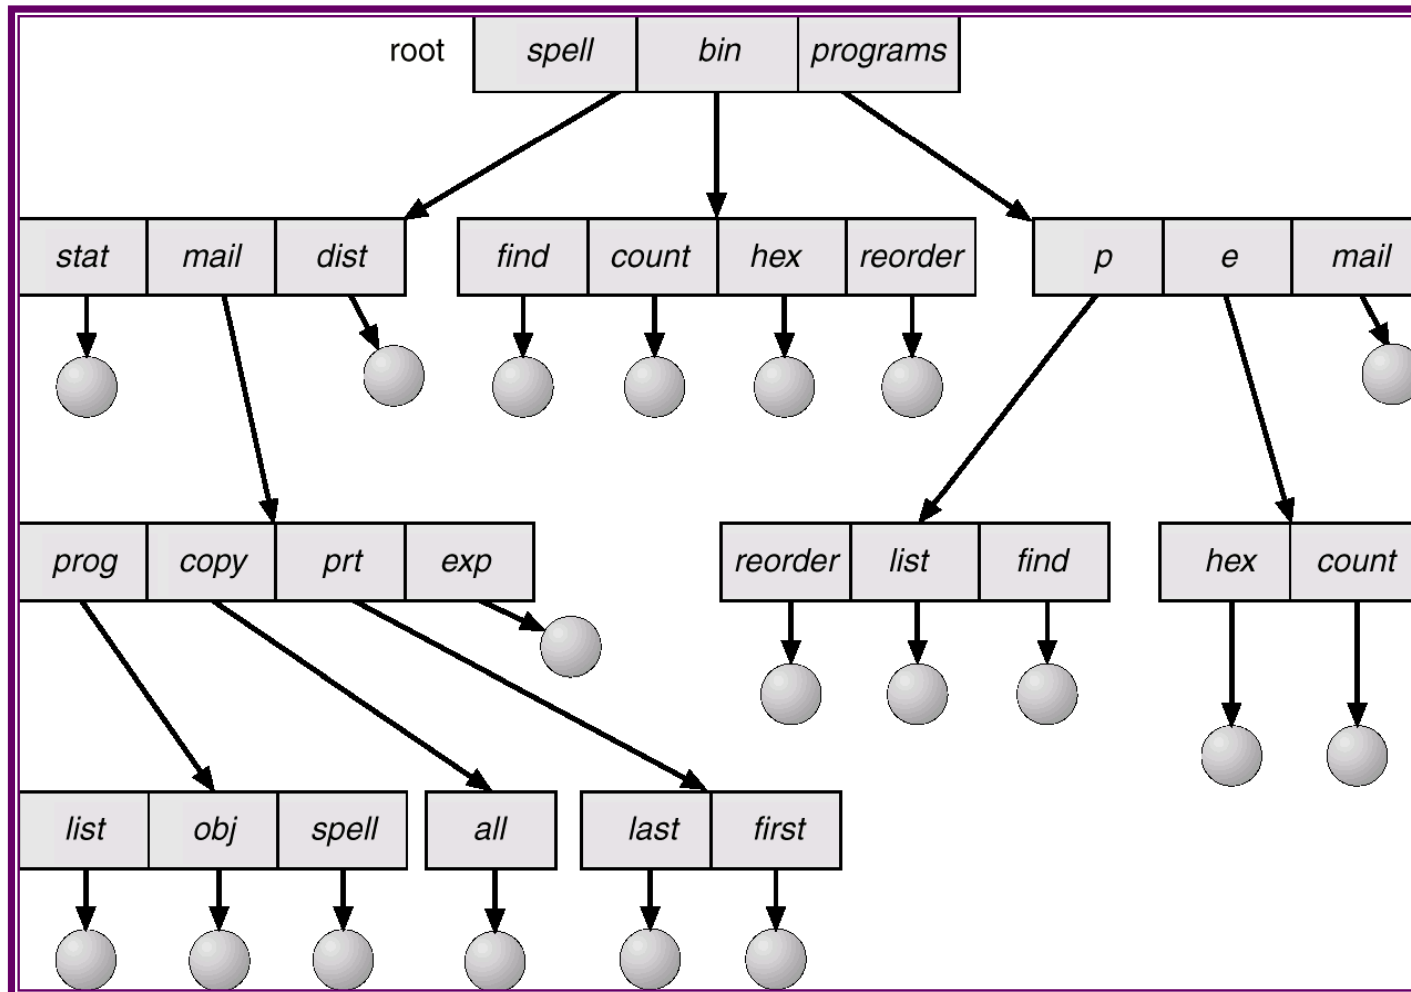 root spell bin programs
stat mail dist find count hex reorder p e mail
prog copy prt exp reorder list find hex count
list obj spell all last first